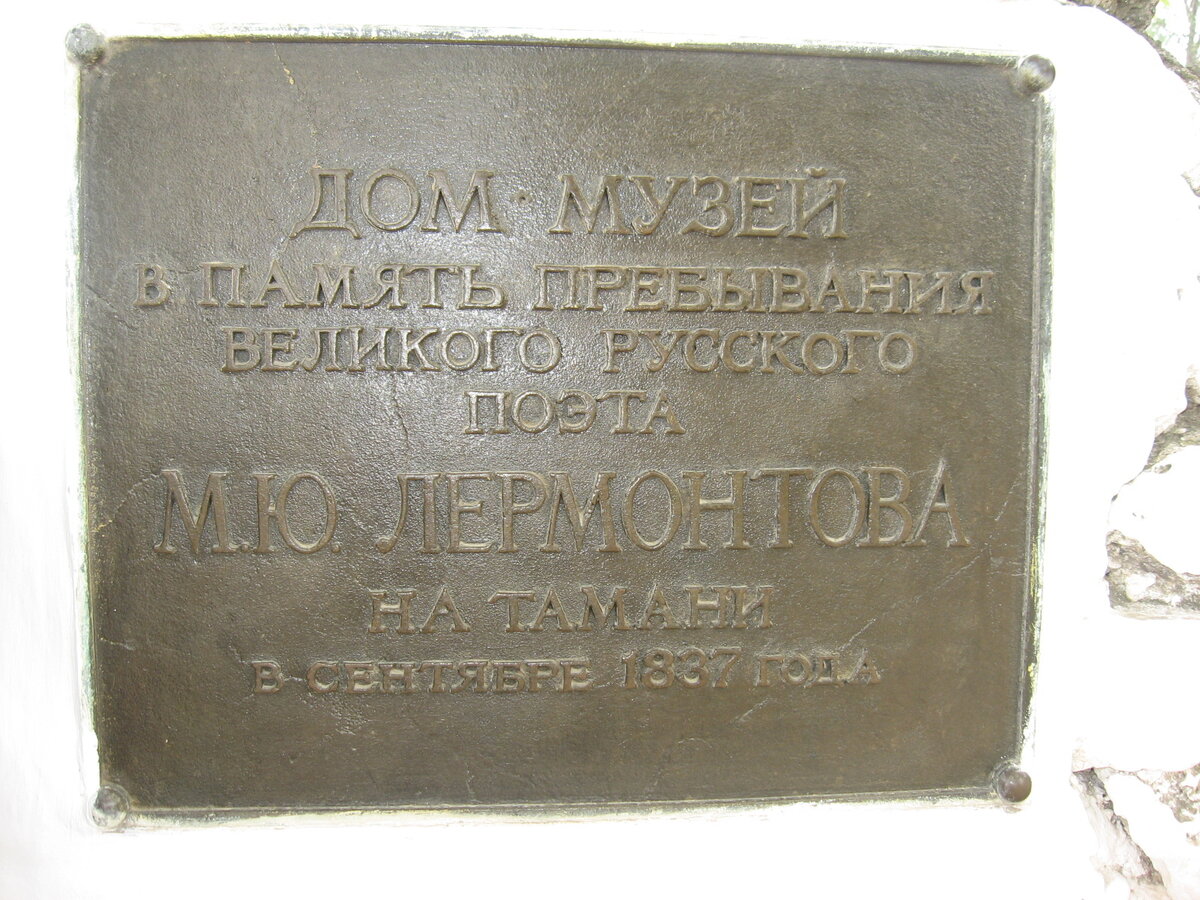 ДОМ · МУЗЕЙ
В ПАМЯТЬ ПРЕБЫВАНИЯ
ВЕЛИКОГО РУССКОГО
ПОЭТА
М.Ю. ЛЕРМОНТОВА
НА ТАМАНИ
В СЕНТЯБРЕ 1837 ГОДА